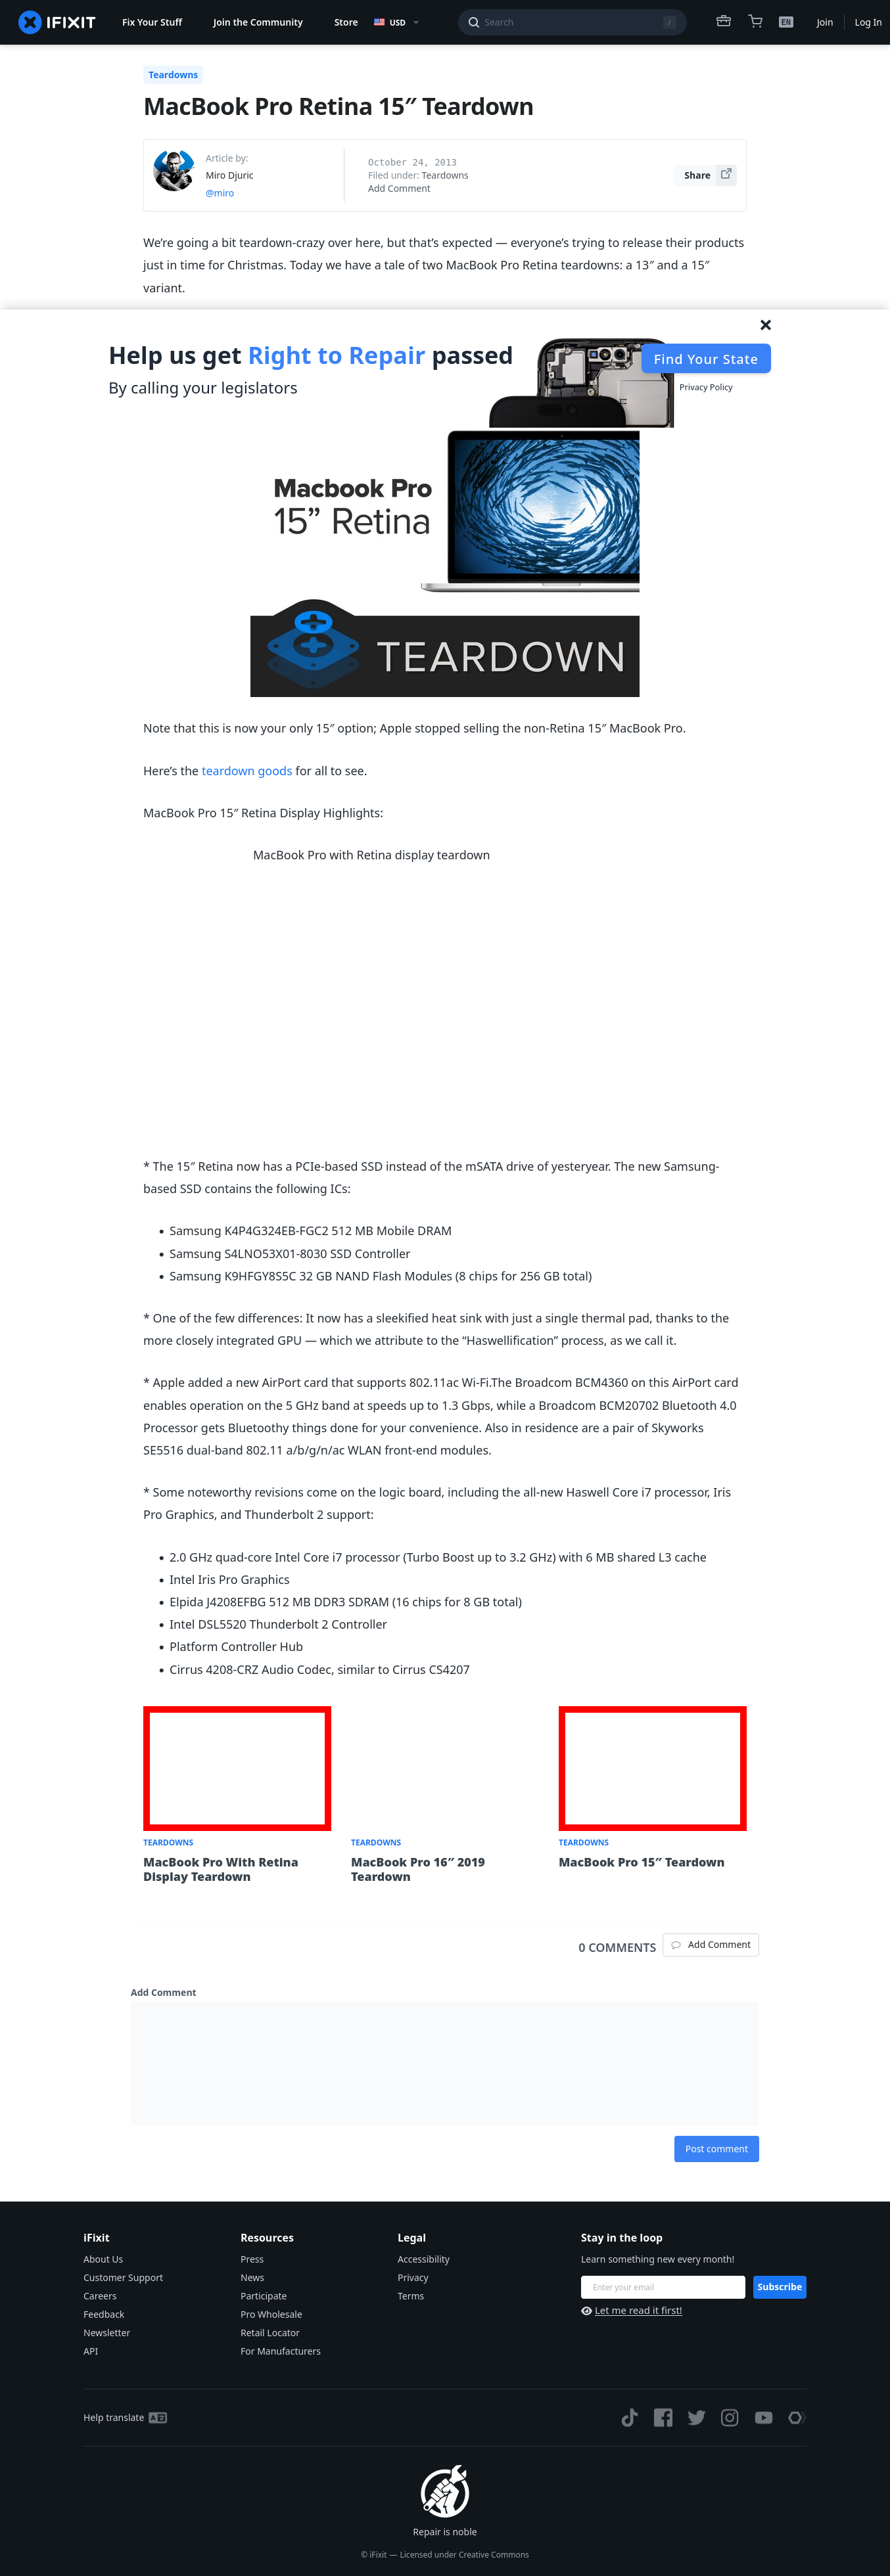 IFIXIT
Fix Your Stuff
Join the Community
Store
USD
Search
/
EN
Join
Log In
Teardowns
MacBook Pro Retina 15″ Teardown
Article by:
Miro Djuric
@miro
October 24, 2013
Filed under: Teardowns
Add Comment
Share
We’re going a bit teardown-crazy over here, but that’s expected — everyone’s trying to release their products
just in time for Christmas. Today we have a tale of two MacBook Pro Retina teardowns: a 13″ and a 15″
variant.
Help us get Right to Repair passed
By calling your legislators
Find Your State
Privacy Policy
Macbook Pro
15” Retina
TEARDOWN
Note that this is now your only 15″ option; Apple stopped selling the non-Retina 15″ MacBook Pro.
Here’s the teardown goods for all to see.
MacBook Pro 15″ Retina Display Highlights:
MacBook Pro with Retina display teardown
* The 15″ Retina now has a PCIe-based SSD instead of the mSATA drive of yesteryear. The new Samsung-
based SSD contains the following ICs:
• Samsung K4P4G324EB-FGC2 512 MB Mobile DRAM
• Samsung S4LNO53X01-8030 SSD Controller
• Samsung K9HFGY8S5C 32 GB NAND Flash Modules (8 chips for 256 GB total)
* One of the few differences: It now has a sleekified heat sink with just a single thermal pad, thanks to the
more closely integrated GPU — which we attribute to the “Haswellification” process, as we call it.
* Apple added a new AirPort card that supports 802.11ac Wi-Fi.The Broadcom BCM4360 on this AirPort card
enables operation on the 5 GHz band at speeds up to 1.3 Gbps, while a Broadcom BCM20702 Bluetooth 4.0
Processor gets Bluetoothy things done for your convenience. Also in residence are a pair of Skyworks
SE5516 dual-band 802.11 a/b/g/n/ac WLAN front-end modules.
* Some noteworthy revisions come on the logic board, including the all-new Haswell Core i7 processor, Iris
Pro Graphics, and Thunderbolt 2 support:
• 2.0 GHz quad-core Intel Core i7 processor (Turbo Boost up to 3.2 GHz) with 6 MB shared L3 cache
• Intel Iris Pro Graphics
• Elpida J4208EFBG 512 MB DDR3 SDRAM (16 chips for 8 GB total)
• Intel DSL5520 Thunderbolt 2 Controller
• Platform Controller Hub
• Cirrus 4208-CRZ Audio Codec, similar to Cirrus CS4207
TEARDOWNS
MacBook Pro With Retina
Display Teardown
TEARDOWNS
MacBook Pro 16″ 2019
Teardown
TEARDOWNS
MacBook Pro 15″ Teardown
0 COMMENTS
Add Comment
Add Comment
Post comment
iFixit
About Us
Customer Support
Careers
Feedback
Newsletter
API
Resources
Press
News
Participate
Pro Wholesale
Retail Locator
For Manufacturers
Legal
Accessibility
Privacy
Terms
Stay in the loop
Learn something new every month!
Enter your email
Subscribe
Let me read it first!
Help translate
Repair is noble
© iFixit — Licensed under Creative Commons